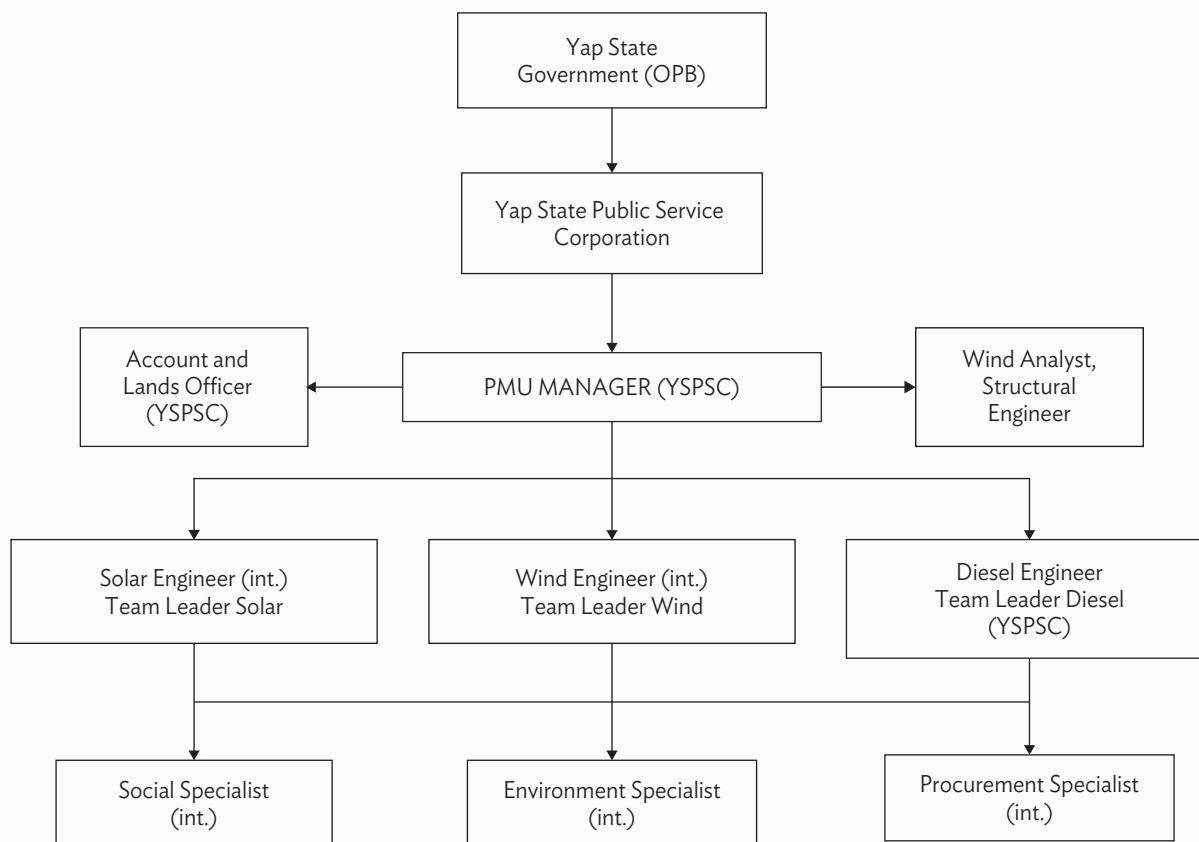 Yap State
Government (OPB)
Yap State Public Service
Corporation
Account and
Lands Officer
(YSPSC)
PMU MANAGER (YSPSC)
Wind Analyst,
Structural
Engineer
Solar Engineer (int.)
Team Leader Solar
Wind Engineer (int.)
Team Leader Wind
Diesel Engineer
Team Leader Diesel
(YSPSC)
Social Specialist
(int.)
Environment Specialist
(int.)
Procurement Specialist
(int.)